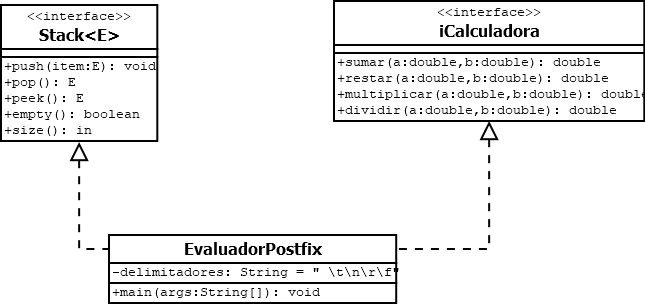 <<interface>>
Stack<E>
+push(item:E): void
+pop(): E
+peek(): E
+empty(): boolean
+size(): in
<<interface>>
iCalculadora
+sumar(a:double,b:double): double
+restar(a:double,b:double): double
+multiplicar(a:double,b:double): double
+dividir(a:double,b:double): double
EvaluadorPostfix
-delimitadores: String = " \t\n\r\f"
+main(args:String[]): void